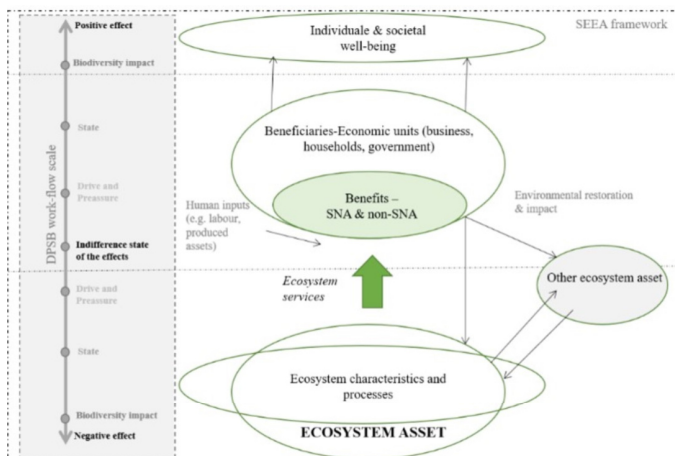 Positive effect
Biodiversity impact
State
Drive and
Preassure
Indifference state
of the effects
Drive and
Preassure
State
Biodiversity impact
Negative effect
DPSB work-flow scale
SEEA framework
Individuale & societal
well-being
Beneficiaries-Economic units (business,
households, government)
Benefits –
SNA & non-SNA
Human inputs
(e.g. labour,
produced
assets)
Environmental restoration
& impact
Ecosystem
services
Other ecosystem asset
Ecosystem characteristics and
processes
ECOSYSTEM ASSET